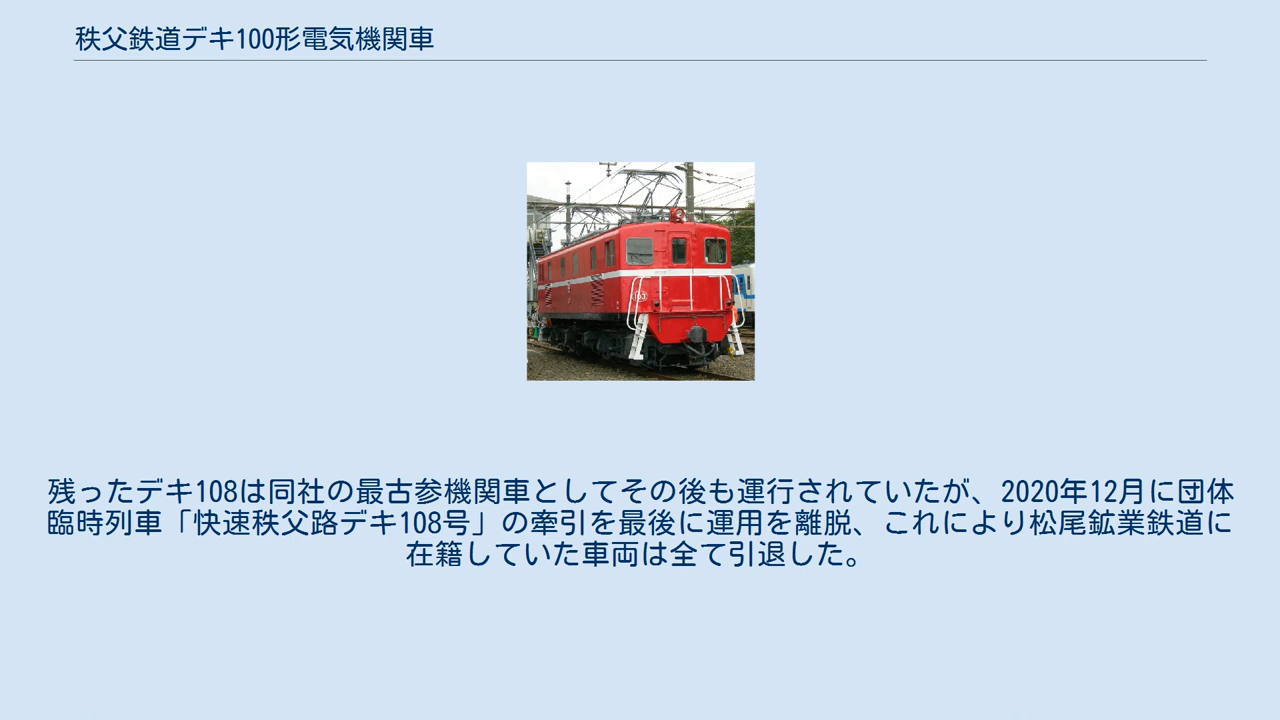 秩父鉄道デキ100形電気機関車
103
残ったデキ108は同社の最古参機関車としてその後も運行されていたが、2020年12月に団体
臨時列車「快速秩父路デキ108号」の牽引を最後に運用を離脱、これにより松尾鉱業鉄道に
在籍していた車両は全て引退した。